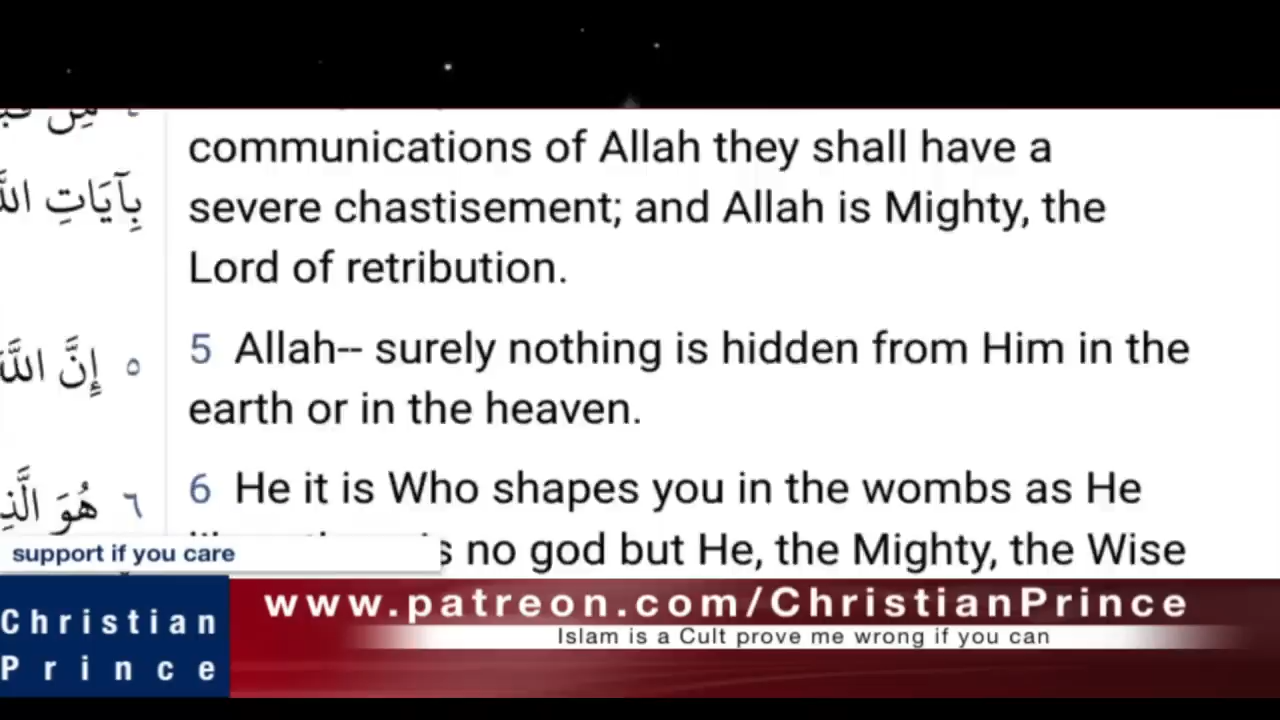 communications of Allah they shall have a
بِآيَاتِ
severe chastisement; and Allah is Mighty, the
Lord of retribution.
٥ إِنَّ
5 Allah-- surely nothing is hidden from Him in the
earth or in the heaven.
٦ هُوَ
6 He it is Who shapes you in the wombs as He
is no god but He, the Mighty, the Wise
support if you care
Christian
Prince
www.patreon.com/ChristianPrince
Islam is a Cult prove me wrong if you can